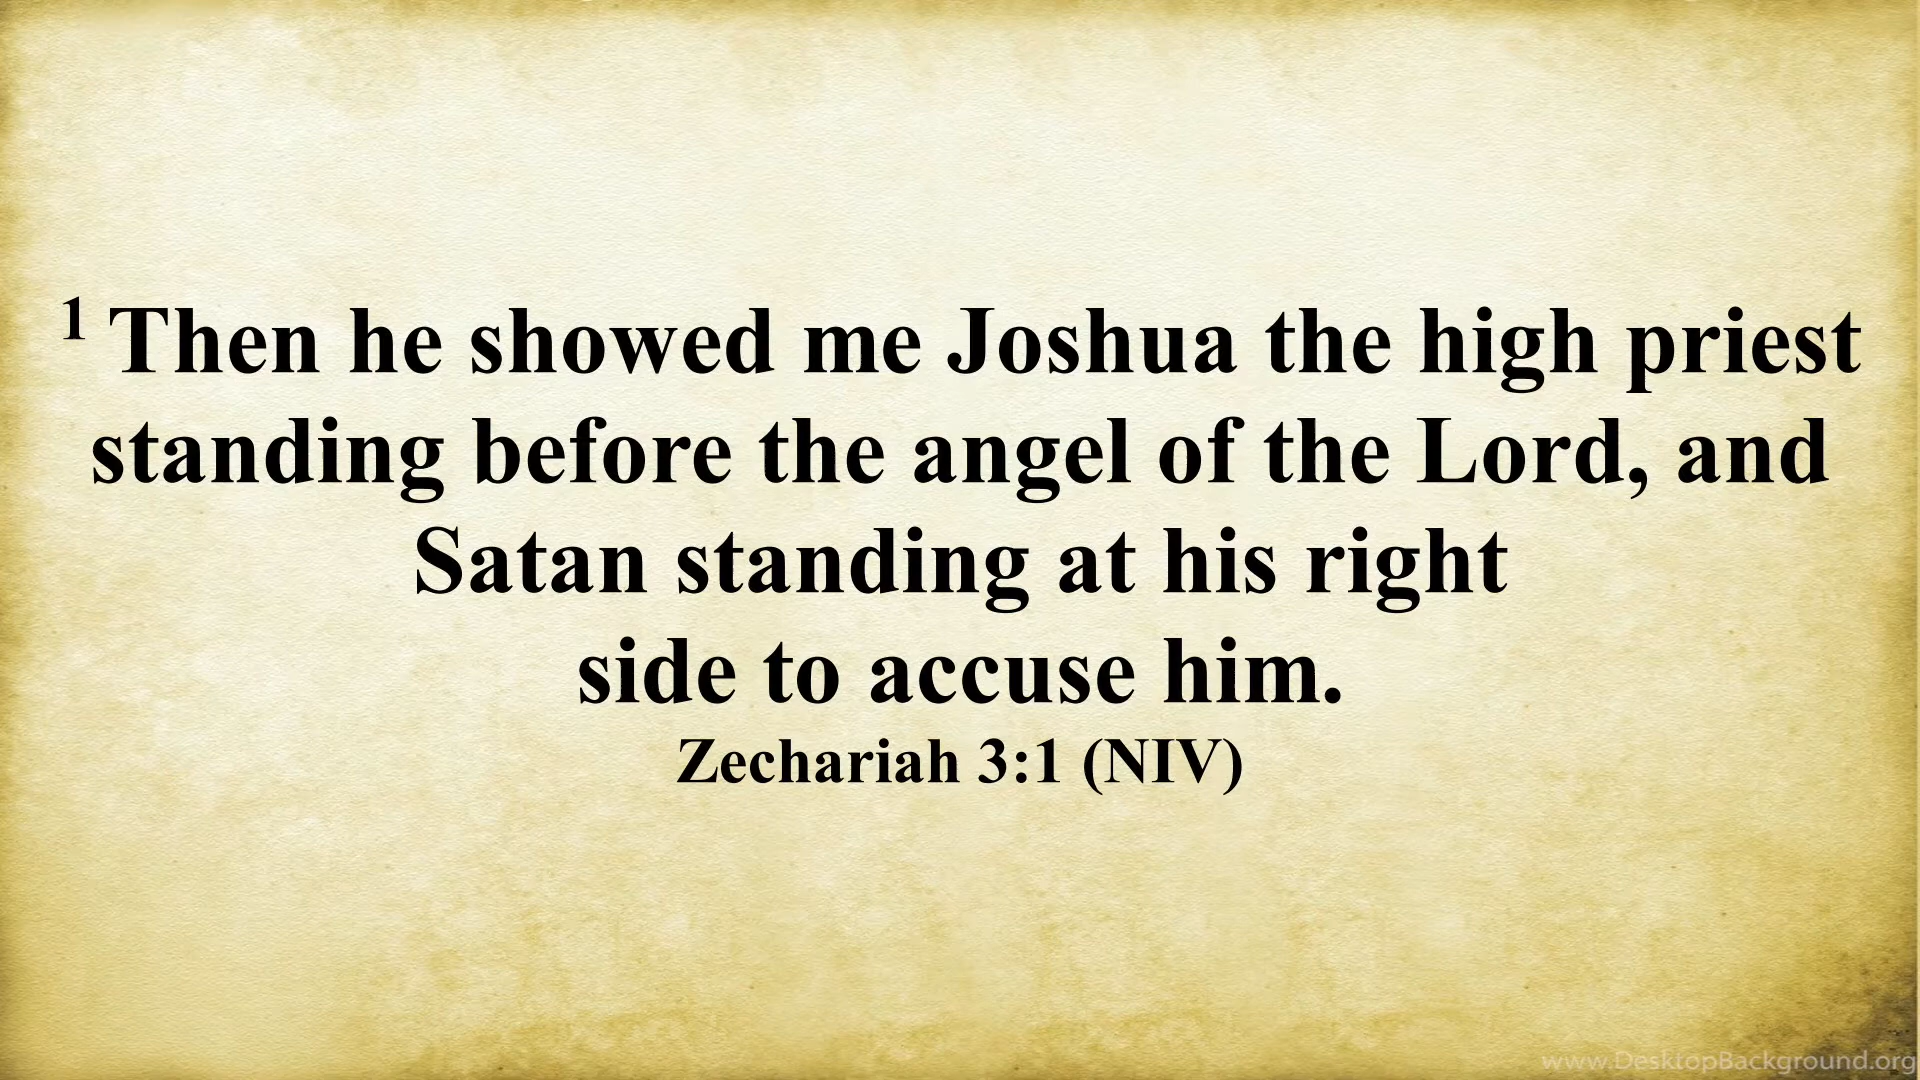 1 Then he showed me Joshua the high priest
standing before the angel of the Lord, and
Satan standing at his right
side to accuse him.
Zechariah 3:1 (NIV)
www.DesktopBackground.org